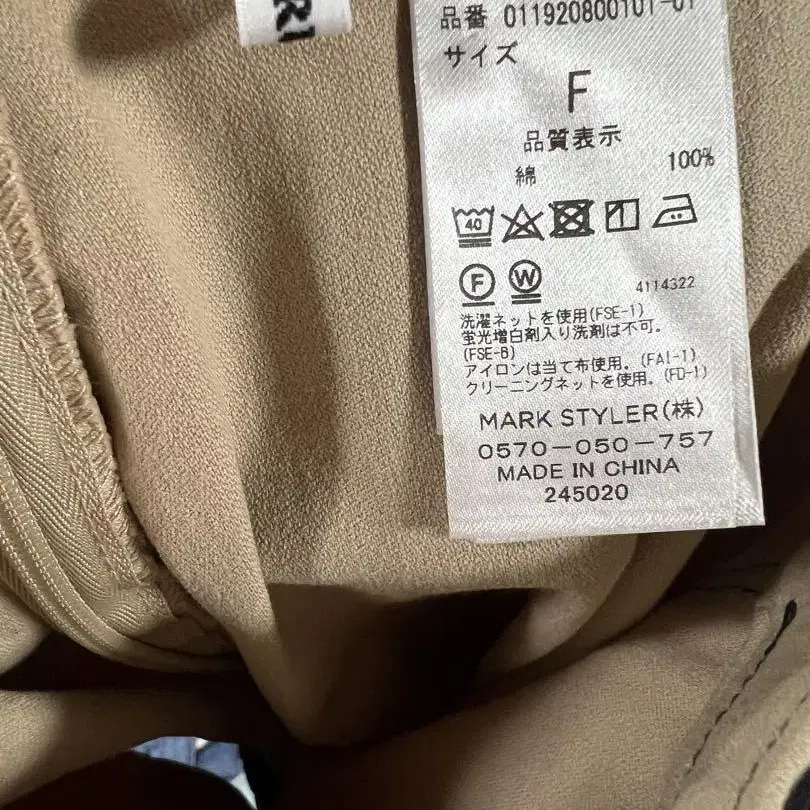 品番 011920800101-01
サイズ
F
品質表示
綿 100%
40
F W
4114322
洗濯ネットを使用(FSE-1)
蛍光増白剤入り洗剤は不可。
(FSE-6)
アイロンは当て布使用。(FAI-1)
クリーニングネットを使用。(FD-1)
MARK STYLER(株)
0570-050-757
MADE IN CHINA
245020